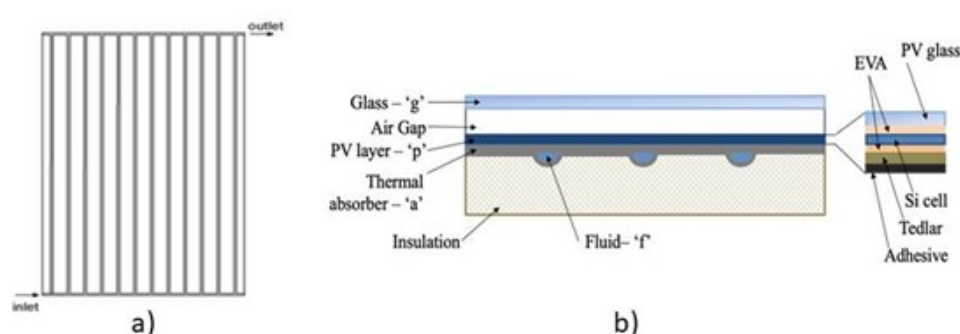 outlet
inlet
a)
Glass – 'g'
Air Gap
PV layer – 'p'
Thermal
absorber – 'a'
Insulation
Fluid– 'f'
PV glass
EVA
Si cell
Tedlar
Adhesive
b)